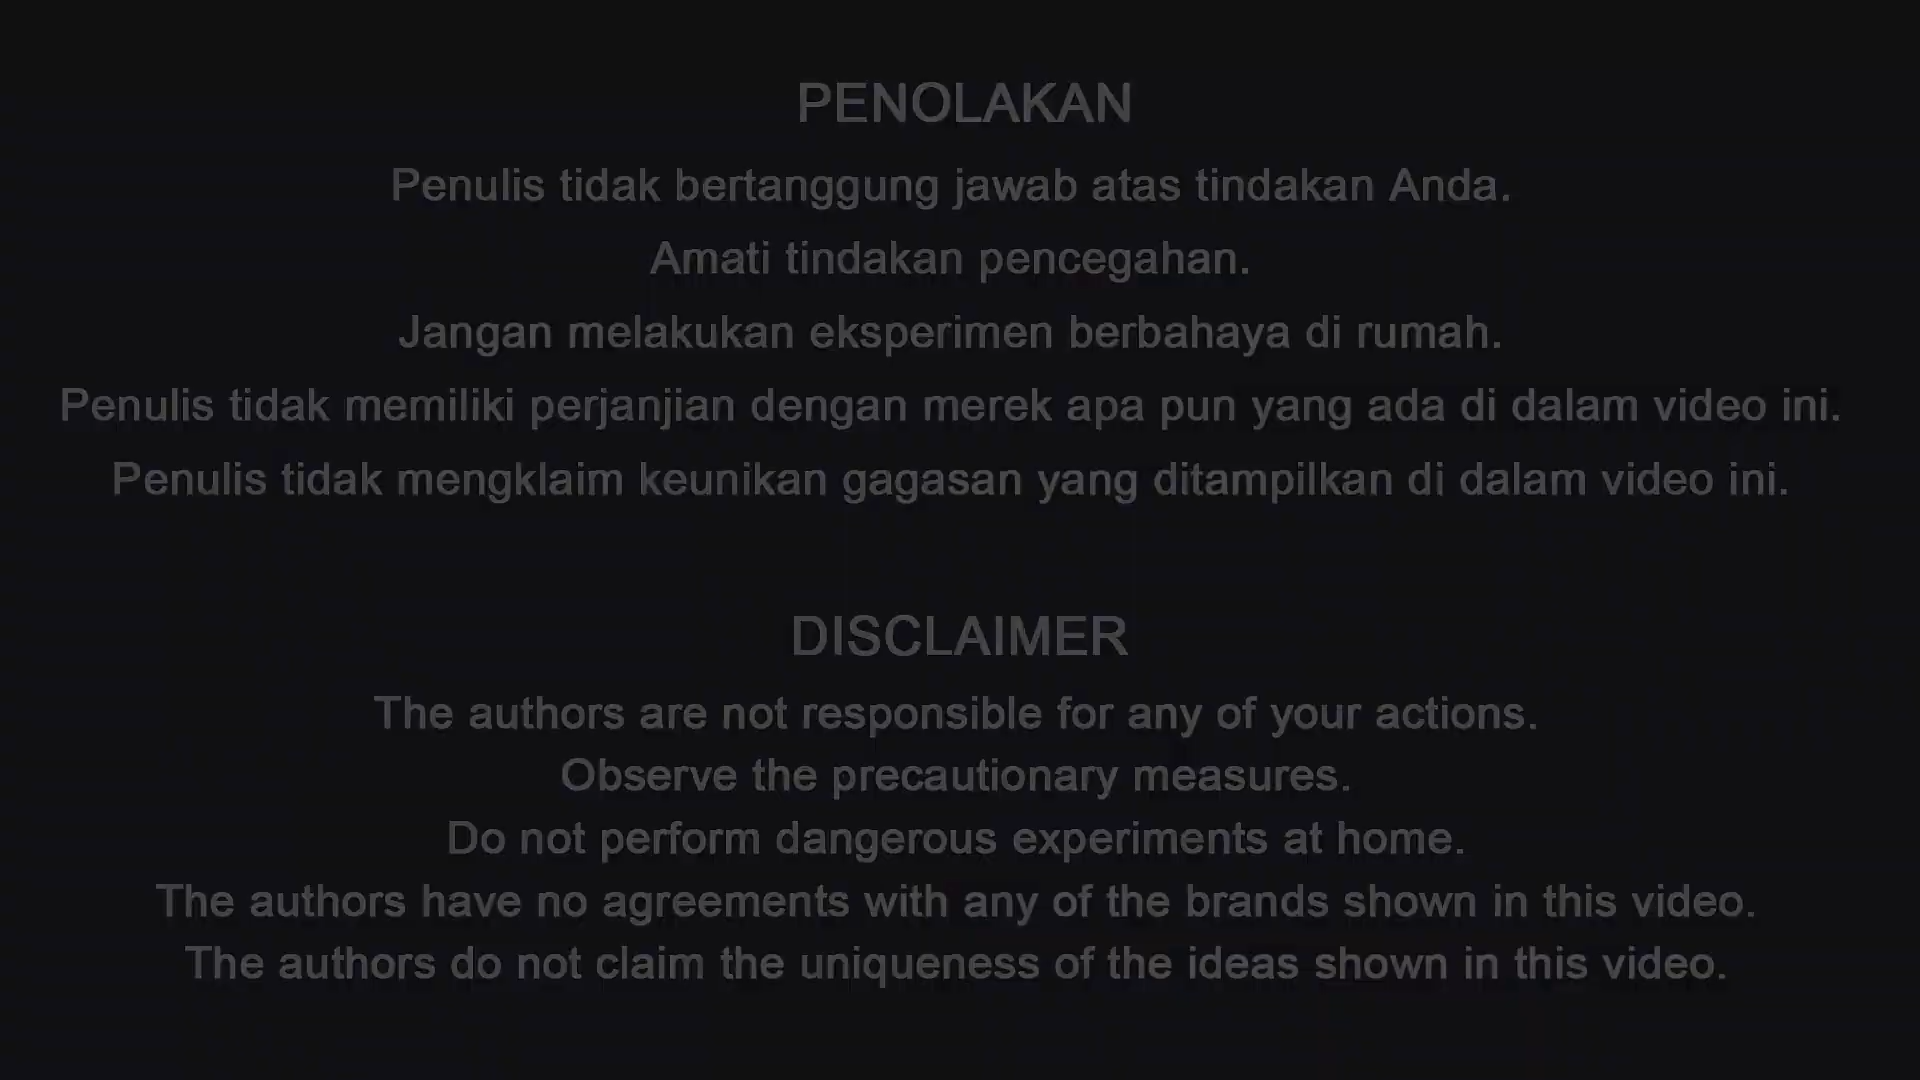 PENOLAKAN
Penulis tidak bertanggung jawab atas tindakan Anda.
Amati tindakan pencegahan.
Jangan melakukan eksperimen berbahaya di rumah.
Penulis tidak memiliki perjanjian dengan merek apa pun yang ada di dalam video ini.
Penulis tidak mengklaim keunikan gagasan yang ditampilkan di dalam video ini.
DISCLAIMER
The authors are not responsible for any of your actions.
Observe the precautionary measures.
Do not perform dangerous experiments at home.
The authors have no agreements with any of the brands shown in this video.
The authors do not claim the uniqueness of the ideas shown in this video.